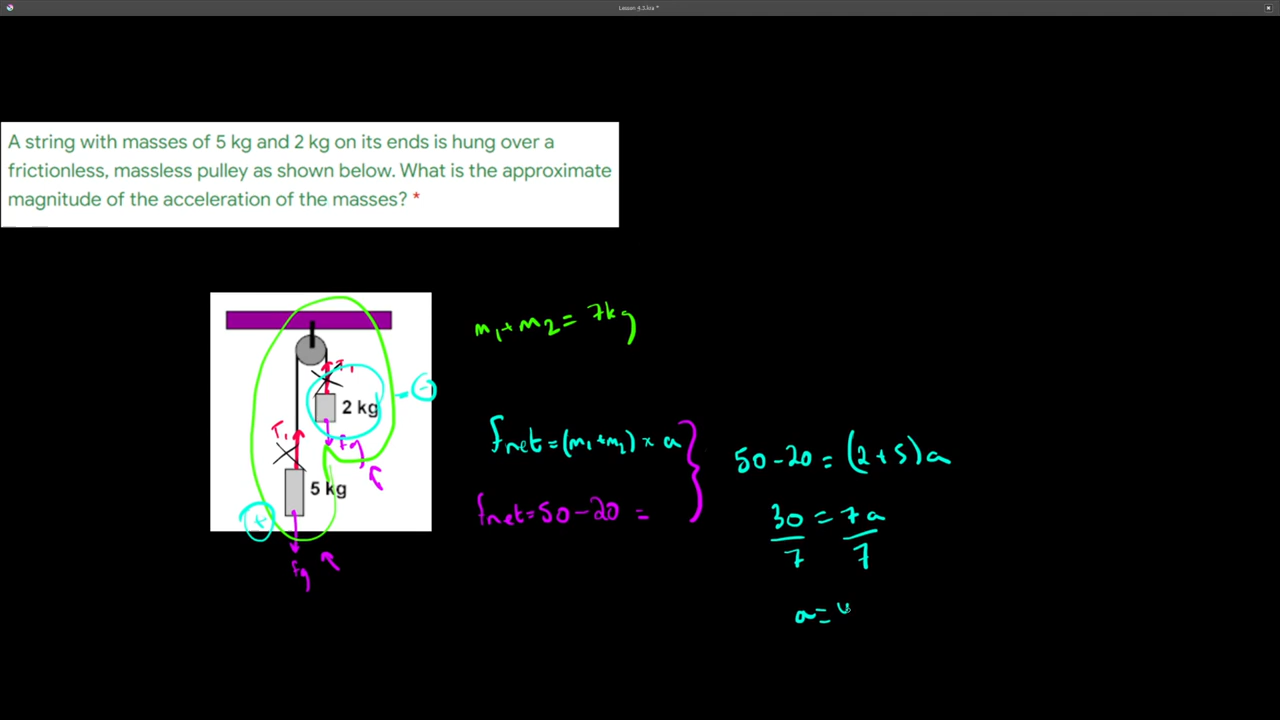 Lesson 4.3.kra *
A string with masses of 5 kg and 2 kg on its ends is hung over a
frictionless, massless pulley as shown below. What is the approximate
magnitude of the acceleration of the masses? *
m₁+m₂= 7kg
T₁
2 kg
-
fg
T₁
5 kg
+
fg
fnet=(m₁+m₂) × a
fnet=50-20 =
50-20=(2+5)a
30 = 7a
7 7
a=